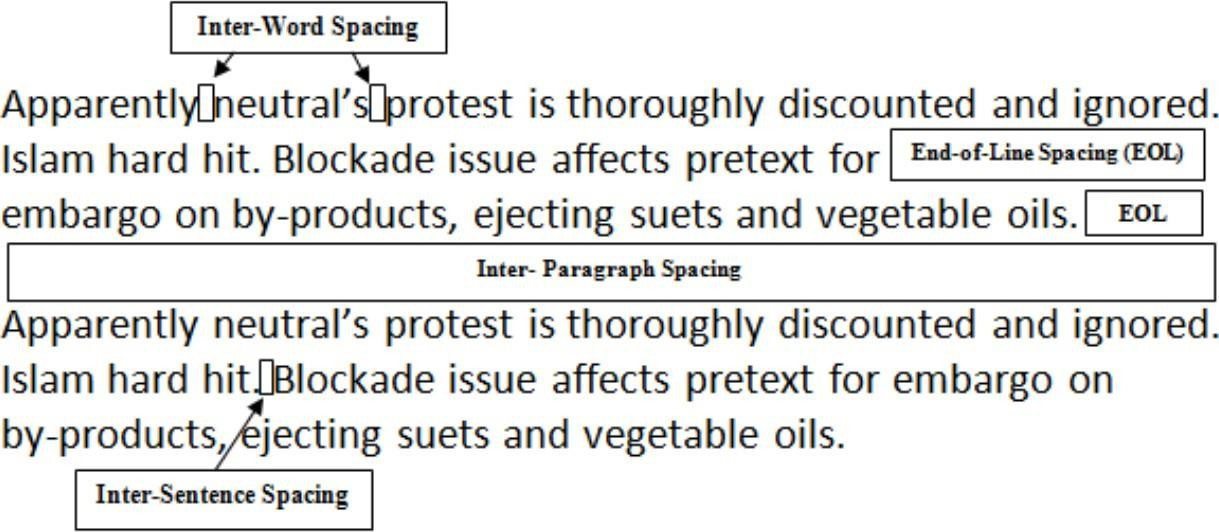 Inter-Word Spacing
Apparently neutral’s protest is thoroughly discounted and ignored.
Islam hard hit. Blockade issue affects pretext for End-of-Line Spacing (EOL)
embargo on by-products, ejecting suets and vegetable oils. EOL
Inter- Paragraph Spacing
Apparently neutral’s protest is thoroughly discounted and ignored.
Islam hard hit. Blockade issue affects pretext for embargo on
by-products, ejecting suets and vegetable oils.
Inter-Sentence Spacing